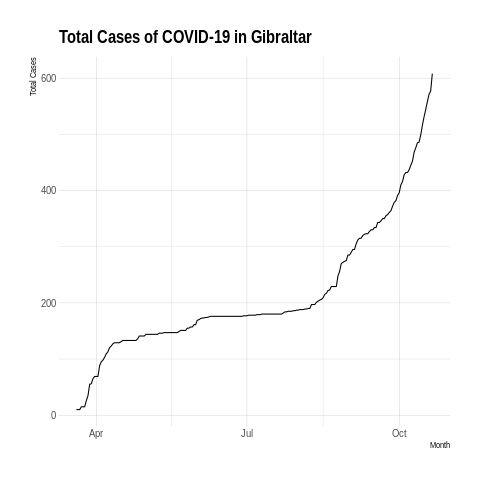 Total Cases of COVID-19 in Gibraltar
Total Cases
600
400
200
0
Apr Jul Oct
Month